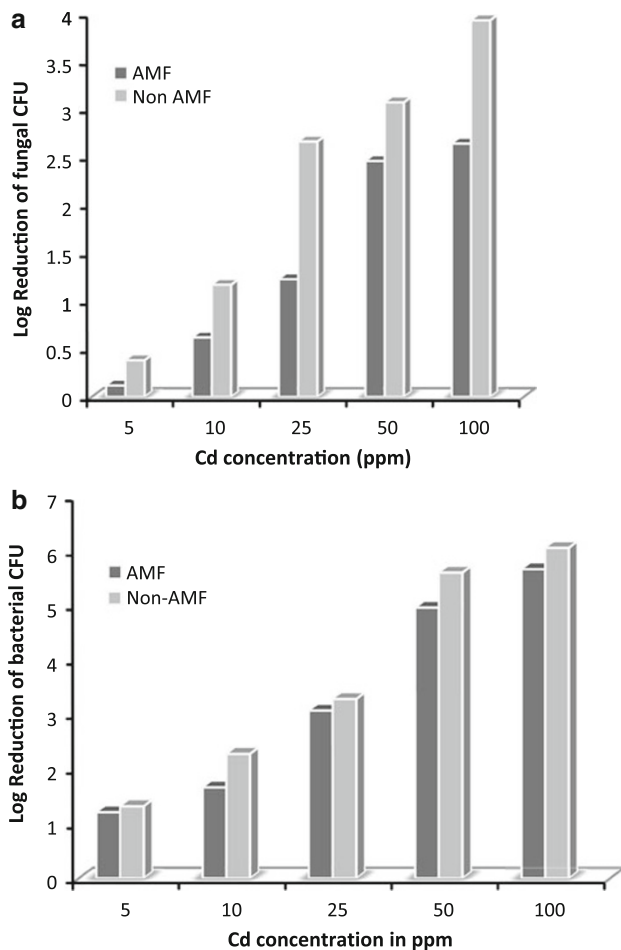 a
Log Reduction of fungal CFU
4
3.5
3
2.5
2
1.5
1
0.5
0
AMF
Non AMF
5 10 25 50 100
Cd concentration (ppm)
b
Log Reduction of bacterial CFU
7
6
5
4
3
2
1
0
AMF
Non-AMF
5 10 25 50 100
Cd concentration in ppm